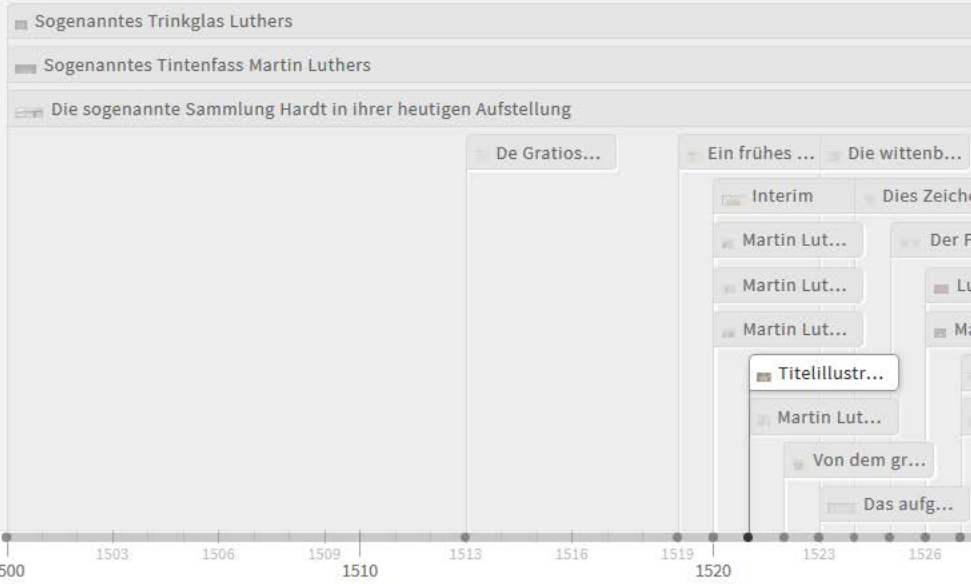 Sogenanntes Trinkglas Luthers
Sogenanntes Tintenfass Martin Luthers
Die sogenannte Sammlung Hardt in ihrer heutigen Aufstellung
De Gratios... Ein frühes ... Die wittenb...
Interim Dies Zeiche
Martin Lut... Der F
Martin Lut... Lu
Martin Lut... Ma
Titelillustr...
Martin Lut...
Von dem gr...
Das aufg...
1503 1506 1509 1513 1516 1519 1523 1526
500 1510 1520